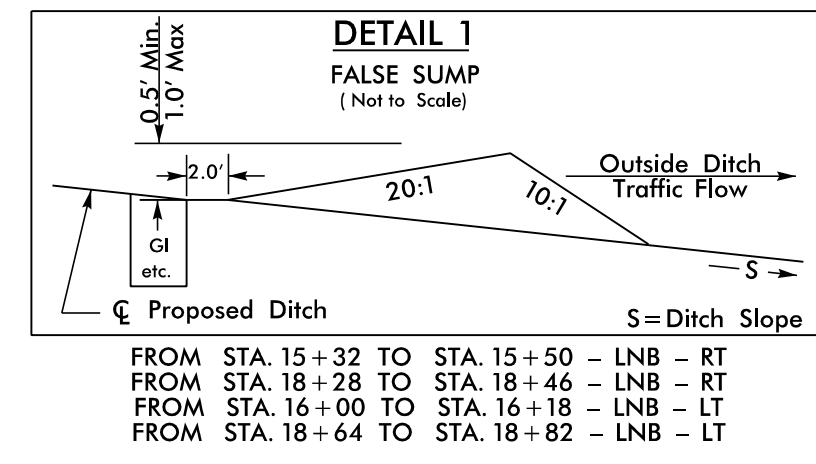 DETAIL 1
FALSE SUMP
( Not to Scale)
0.5' Min.
1.0' Max
2.0'
20:1
10:1
Outside Ditch
Traffic Flow
GI
etc.
S
℄ Proposed Ditch
S=Ditch Slope
FROM STA. 15+32 TO STA. 15+50 – LNB – RT
FROM STA. 18+28 TO STA. 18+46 – LNB – RT
FROM STA. 16+00 TO STA. 16+18 – LNB – LT
FROM STA. 18+64 TO STA. 18+82 – LNB – LT